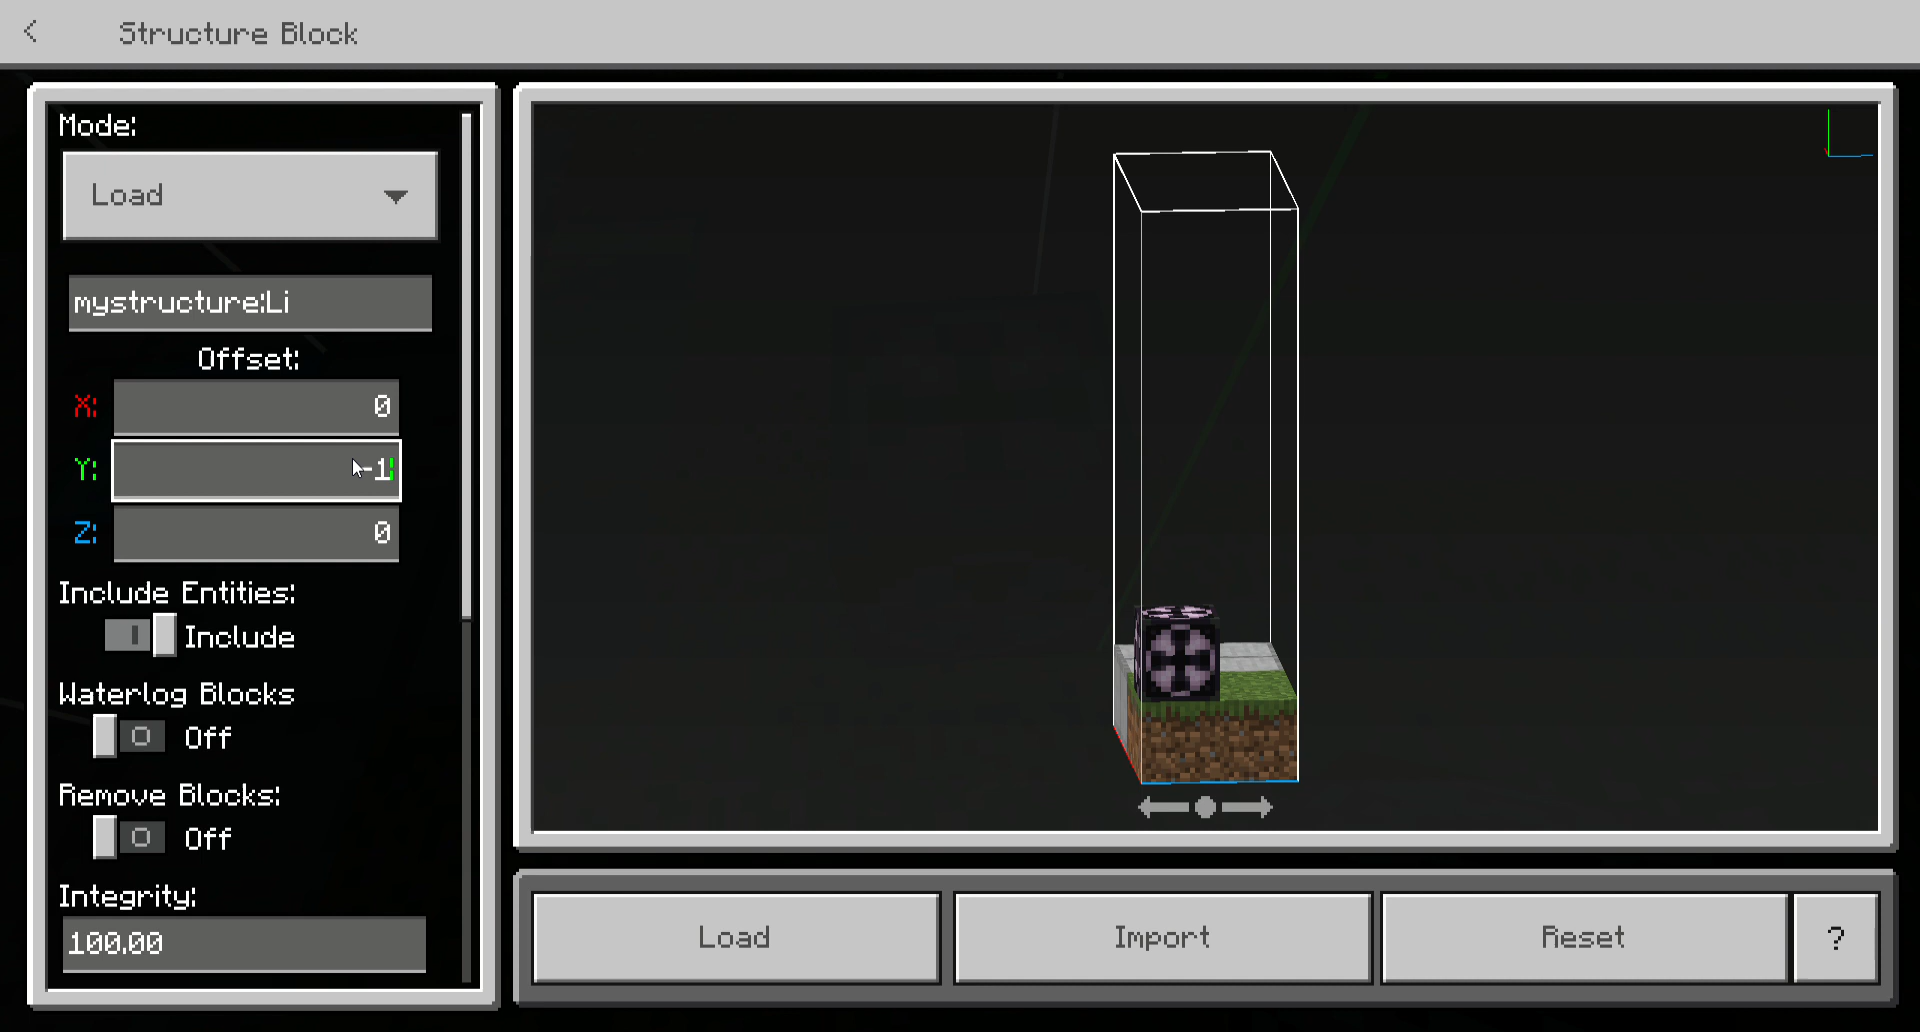 Structure Block
Mode:
Load
mystructure:Li
Offset:
X: 0
Y: -1
Z: 0
Include Entities:
Include
Waterlog Blocks
Off
Remove Blocks:
Off
Integrity:
100.00
Load
Import
Reset
?